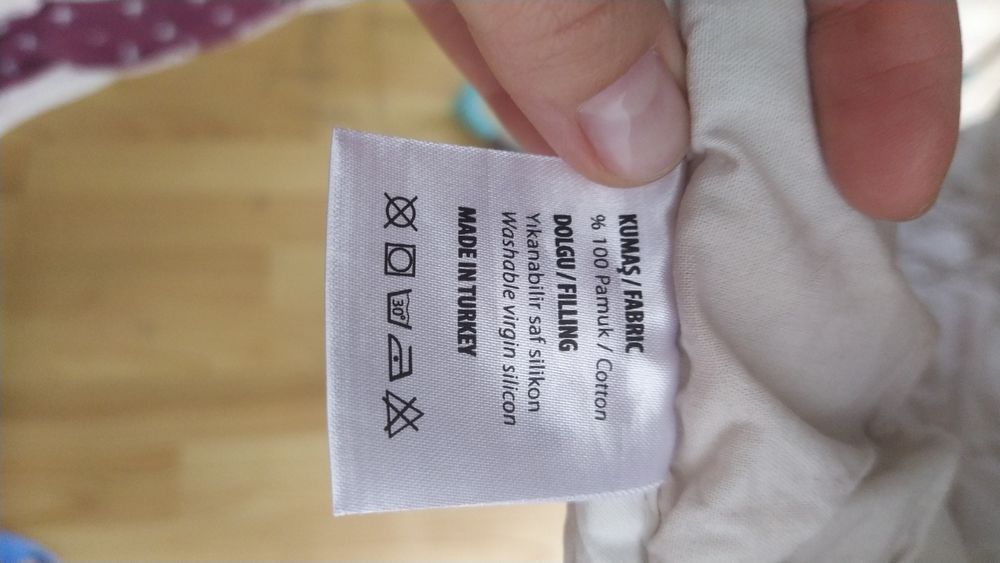 KUMAŞ / FABRIC
% 100 Pamuk / Cotton
DOLGU / FILLING
Yıkanabilir saf silikon
Washable virgin silicon
MADE IN TURKEY
30°